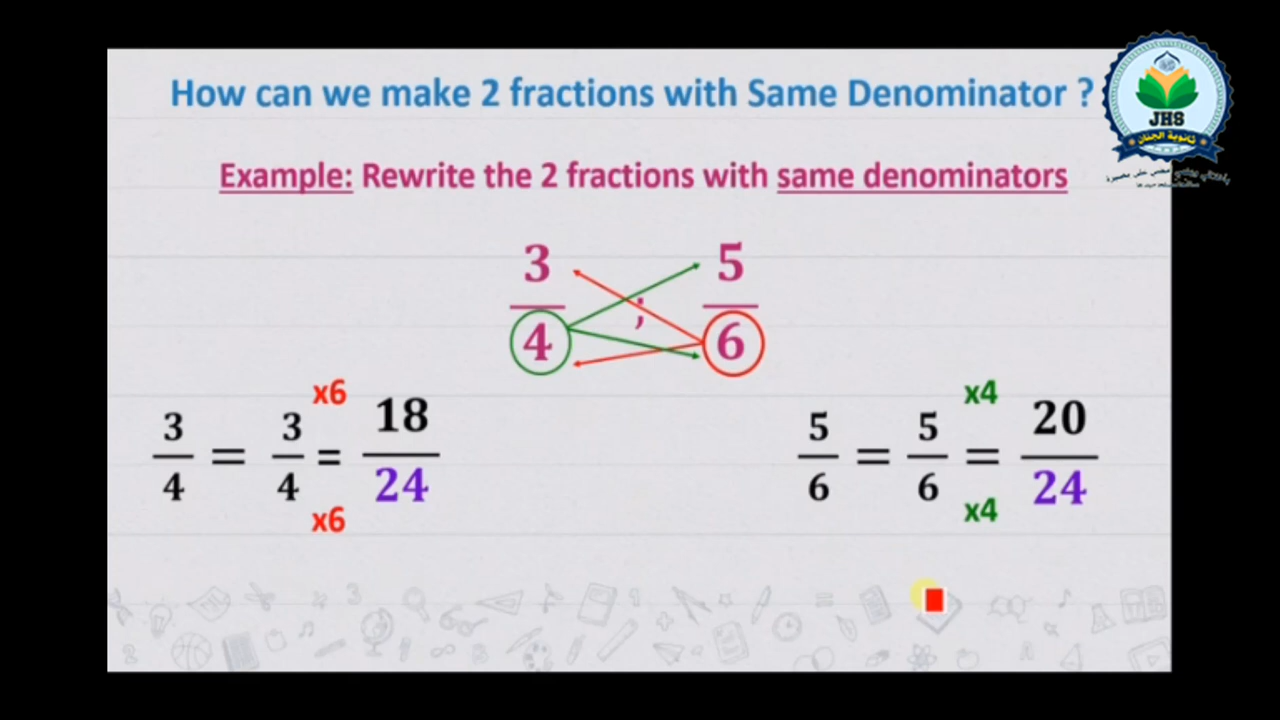 How can we make 2 fractions with Same Denominator ?
JHS
ثانوية الجنان
Example: Rewrite the 2 fractions with same denominators
3/4 ; 5/6
3/4 = 3/4 x6 x6 = 18/24
5/6 = 5/6 x4 x4 = 20/24